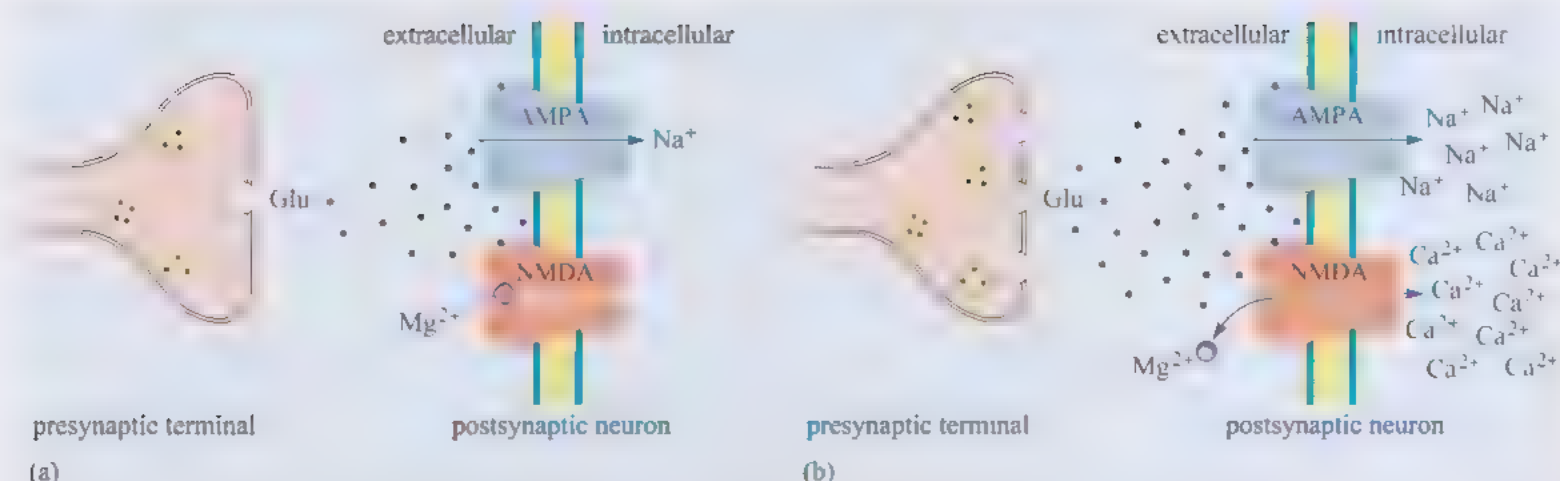 extracellular intracellular
AMPA
Na⁺
Glu
NMDA
Mg²⁺
presynaptic terminal
postsynaptic neuron
(a)
extracellular intracellular
AMPA
Na⁺ Na⁺
Na⁺ Na⁺
Na⁺ Na⁺
Glu
NMDA
Ca²⁺ Ca²⁺
Ca²⁺
Ca²⁺ Ca²⁺
Ca²⁺ Ca²⁺
Ca²⁺ Ca²⁺
Mg²⁺
presynaptic terminal
postsynaptic neuron
(b)